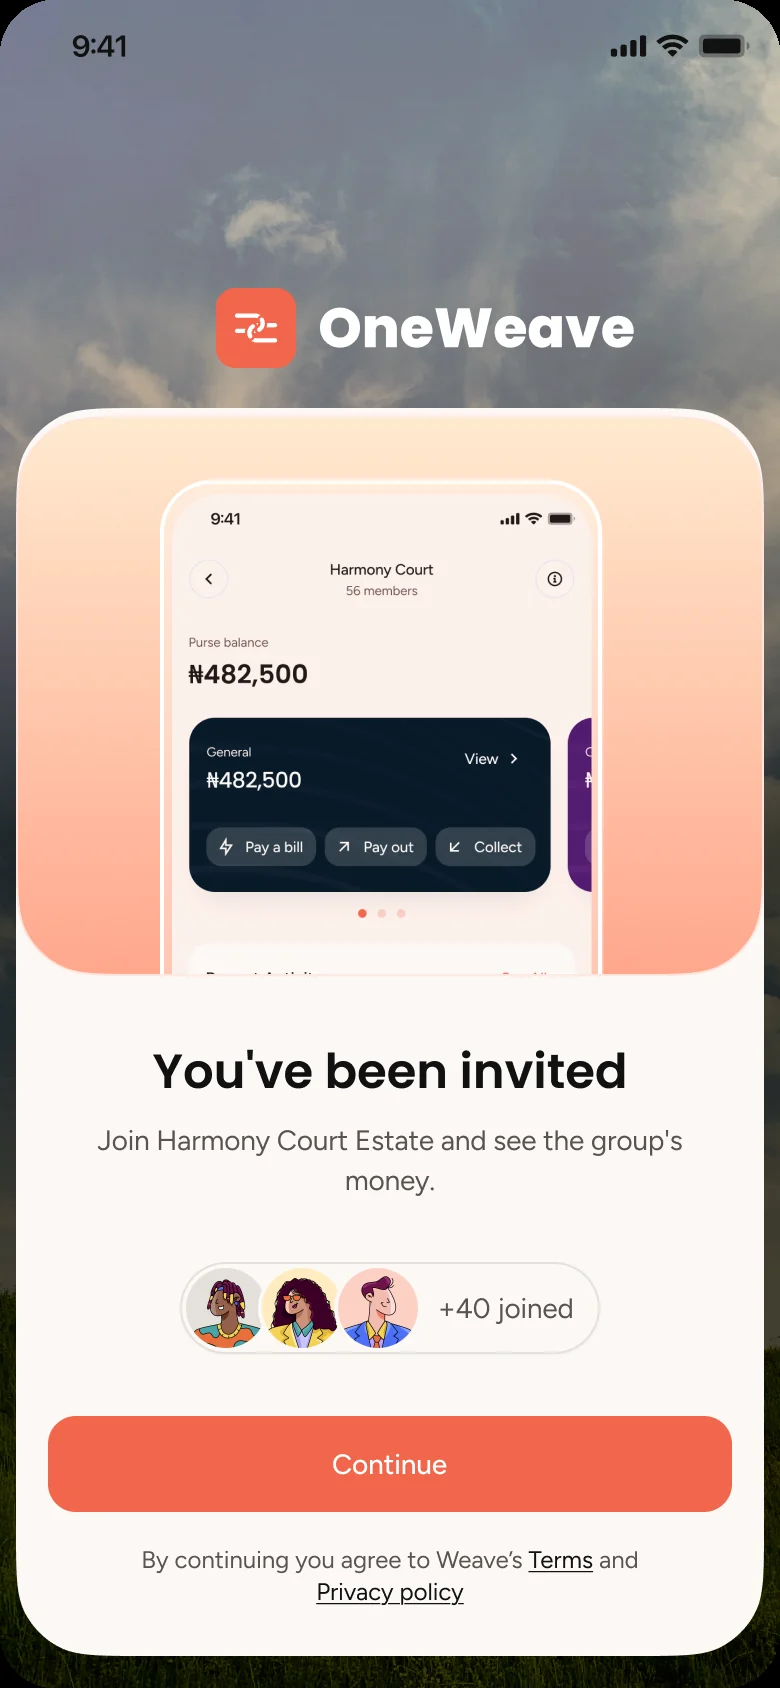 9:41
OneWeave
9:41
Harmony Court
56 members
Purse balance
₦482,500
General
View
₦482,500
Pay a bill
Pay out
Collect
You've been invited
Join Harmony Court Estate and see the group's
money.
+40 joined
Continue
By continuing you agree to Weave’s Terms and
Privacy policy